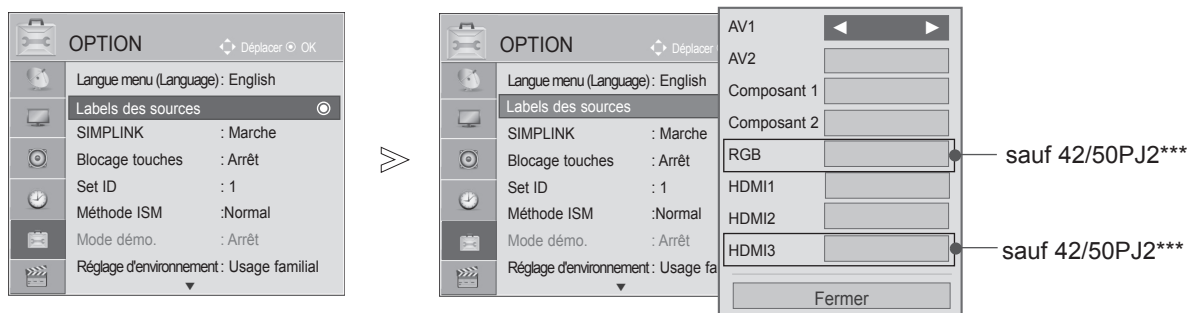 OPTION
Déplacer OK
Langue menu (Language) : English
Labels des sources
SIMPLINK : Marche
Blocage touches : Arrêt
Set ID : 1
Méthode ISM :Normal
Mode démo. : Arrêt
Réglage d'environnement : Usage familial
OPTION
Déplacer
Langue menu (Language) : English
Labels des sources
SIMPLINK : Marche
Blocage touches : Arrêt
Set ID : 1
Méthode ISM :Normal
Mode démo. : Arrêt
Réglage d'environnement : Usage fa
AV1
AV2
Composant 1
Composant 2
RGB
HDMI1
HDMI2
HDMI3
Fermer
sauf 42/50PJ2***
sauf 42/50PJ2***